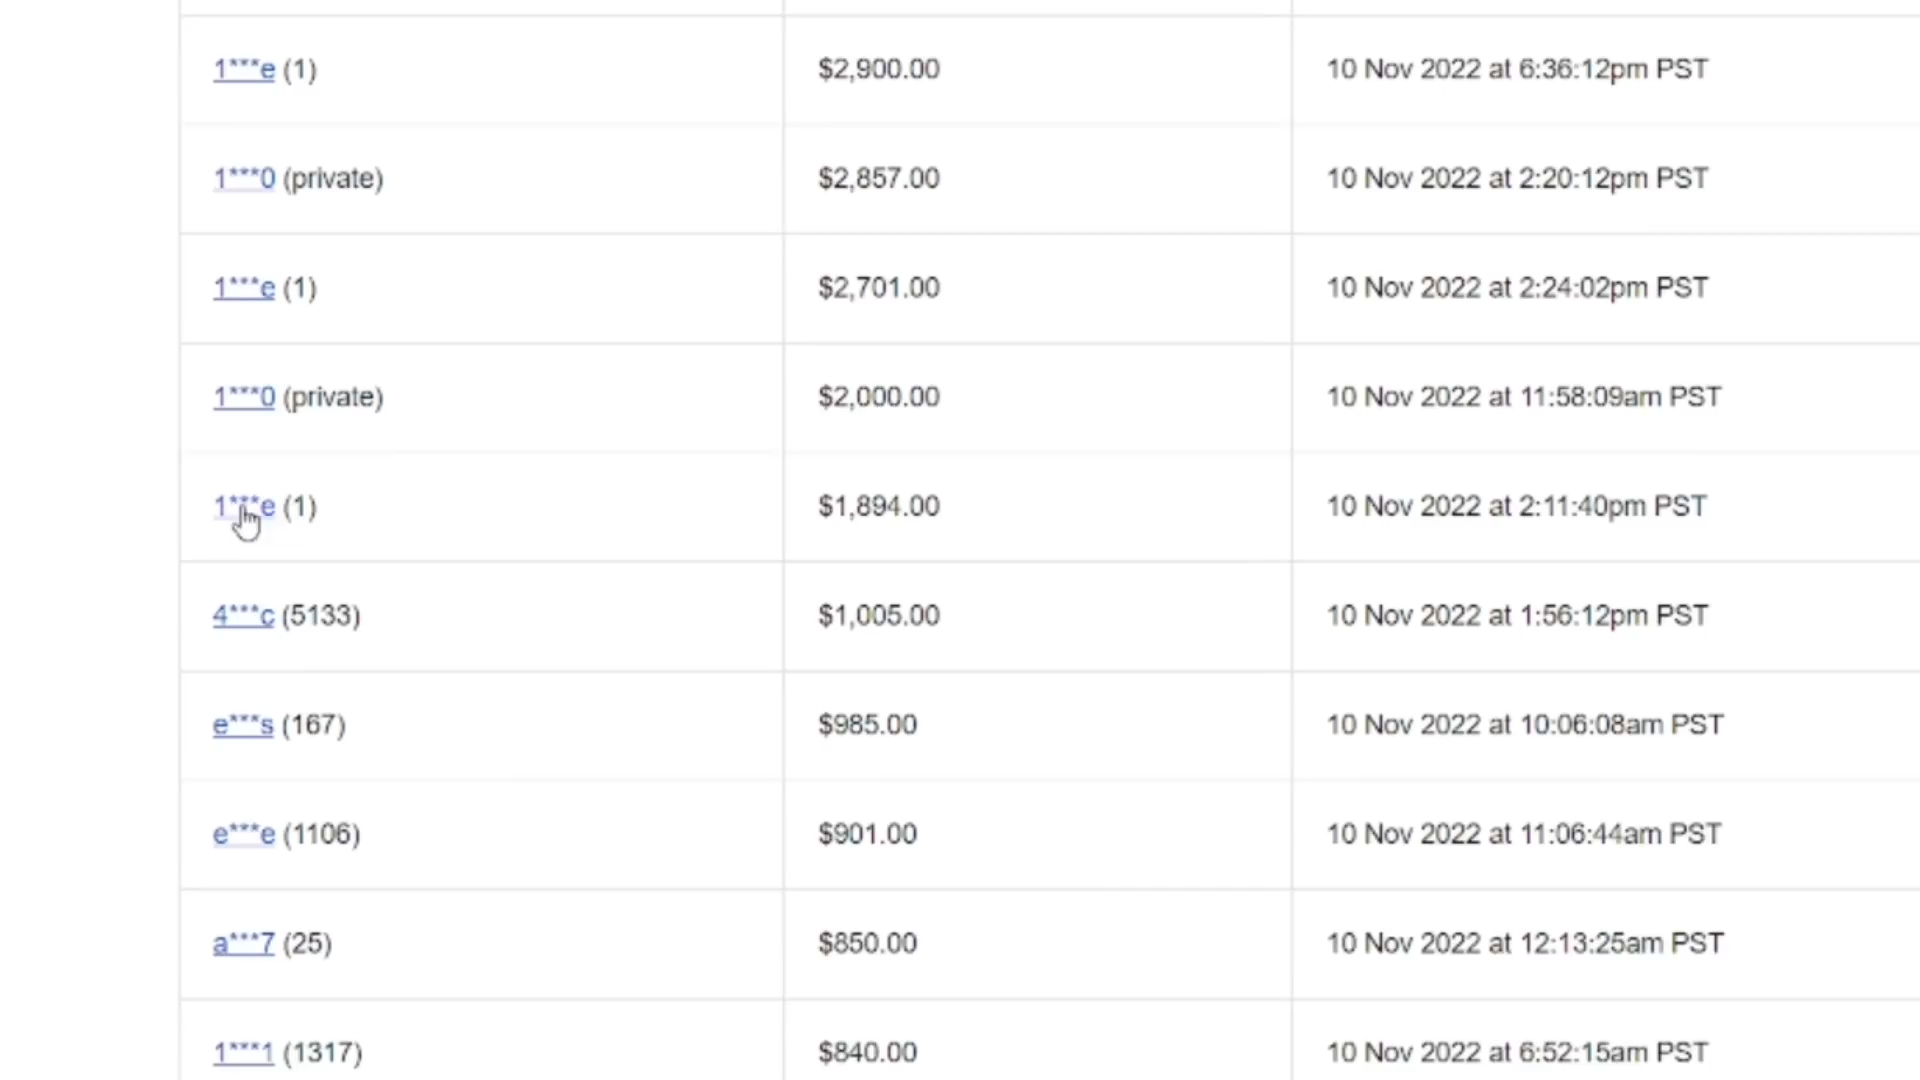 1***e (1) $2,900.00 10 Nov 2022 at 6:36:12pm PST
1***0 (private) $2,857.00 10 Nov 2022 at 2:20:12pm PST
1***e (1) $2,701.00 10 Nov 2022 at 2:24:02pm PST
1***0 (private) $2,000.00 10 Nov 2022 at 11:58:09am PST
1***e (1) $1,894.00 10 Nov 2022 at 2:11:40pm PST
4***c (5133) $1,005.00 10 Nov 2022 at 1:56:12pm PST
e***s (167) $985.00 10 Nov 2022 at 10:06:08am PST
e***e (1106) $901.00 10 Nov 2022 at 11:06:44am PST
a***7 (25) $850.00 10 Nov 2022 at 12:13:25am PST
1***1 (1317) $840.00 10 Nov 2022 at 6:52:15am PST